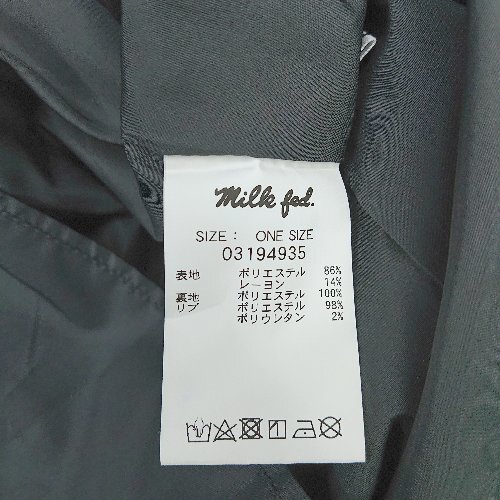 Milk fed.
SIZE: ONE SIZE
03194935
表地 ポリエステル 86%
レーヨン 14%
裏地 ポリエステル 100%
リブ ポリエステル 98%
ポリウレタン 2%